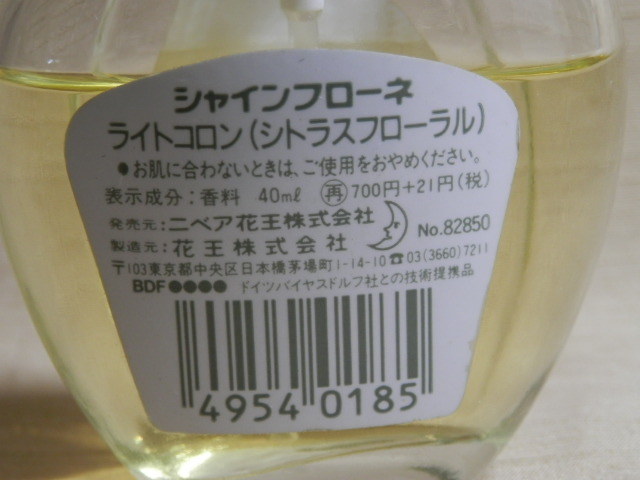 シャインフローネ
ライトコロン(シトラスフローラル)
●お肌に合わないときは、ご使用をおやめください。
表示成分:香料 40ml 再700円+21円(税)
発売元:ニベア花王株式会社
製造元:花王株式会社 No.82850
〒103東京都中央区日本橋茅場町1-14-10☎03(3660)7211
BDF●●●● ドイツバイヤスドルフ社との技術提携品
4954 0185